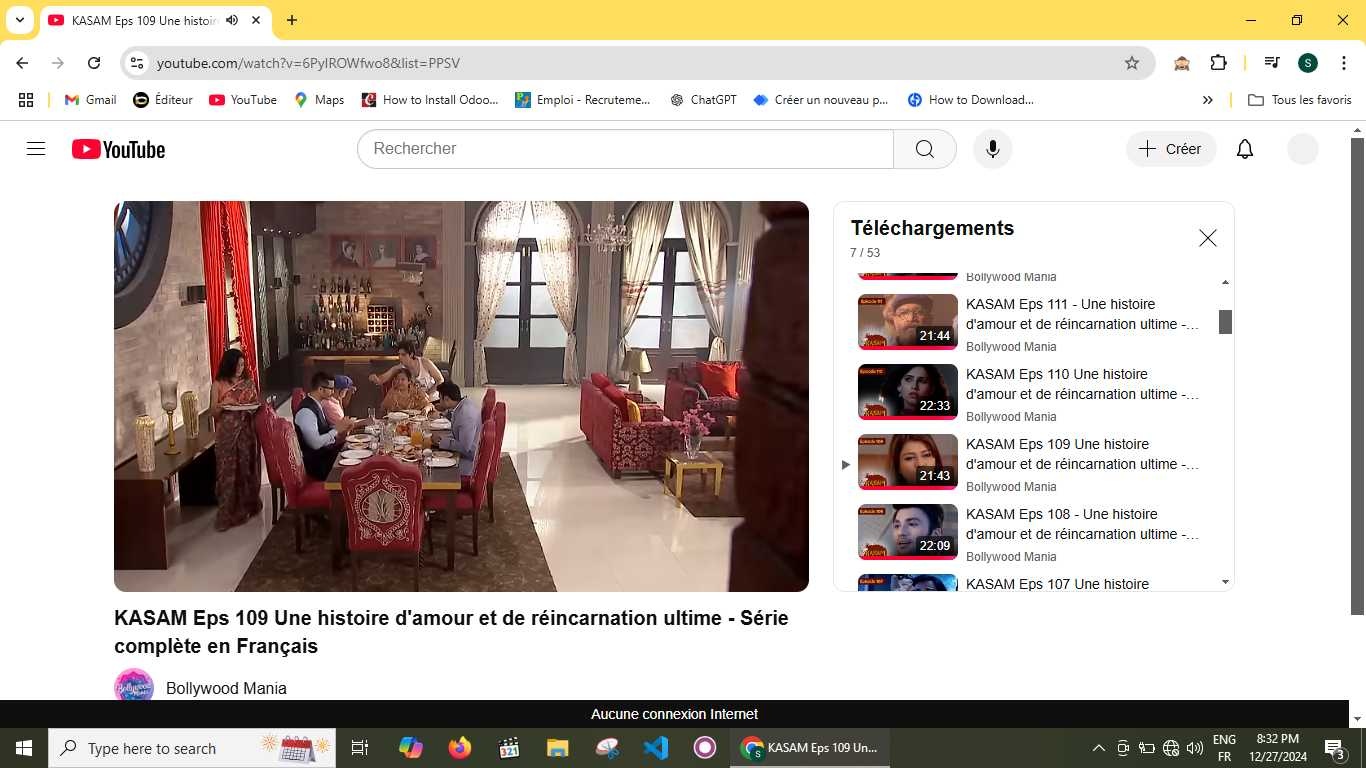 KASAM Eps 109 Une histoir
youtube.com/watch?v=6PyIROWfwo8&list=PPSV
S
Gmail
Éditeur
YouTube
Maps
How to Install Odoo...
Emploi - Recruteme...
ChatGPT
Créer un nouveau p...
How to Download...
»
Tous les favoris
YouTube
Rechercher
Créer
Téléchargements
7 / 53
Bollywood Mania
KASAM Eps 111 - Une histoire
d'amour et de réincarnation ultime -...
21:44
Bollywood Mania
KASAM Eps 110 Une histoire
d'amour et de réincarnation ultime -...
22:33
Bollywood Mania
KASAM Eps 109 Une histoire
d'amour et de réincarnation ultime -...
21:43
Bollywood Mania
KASAM Eps 108 - Une histoire
d'amour et de réincarnation ultime -...
22:09
Bollywood Mania
KASAM Eps 107 Une histoire
KASAM Eps 109 Une histoire d'amour et de réincarnation ultime - Série
complète en Français
Bollywood Mania
Aucune connexion Internet
Type here to search
321
KASAM Eps 109 Un...
ENG
FR
8:32 PM
12/27/2024
3